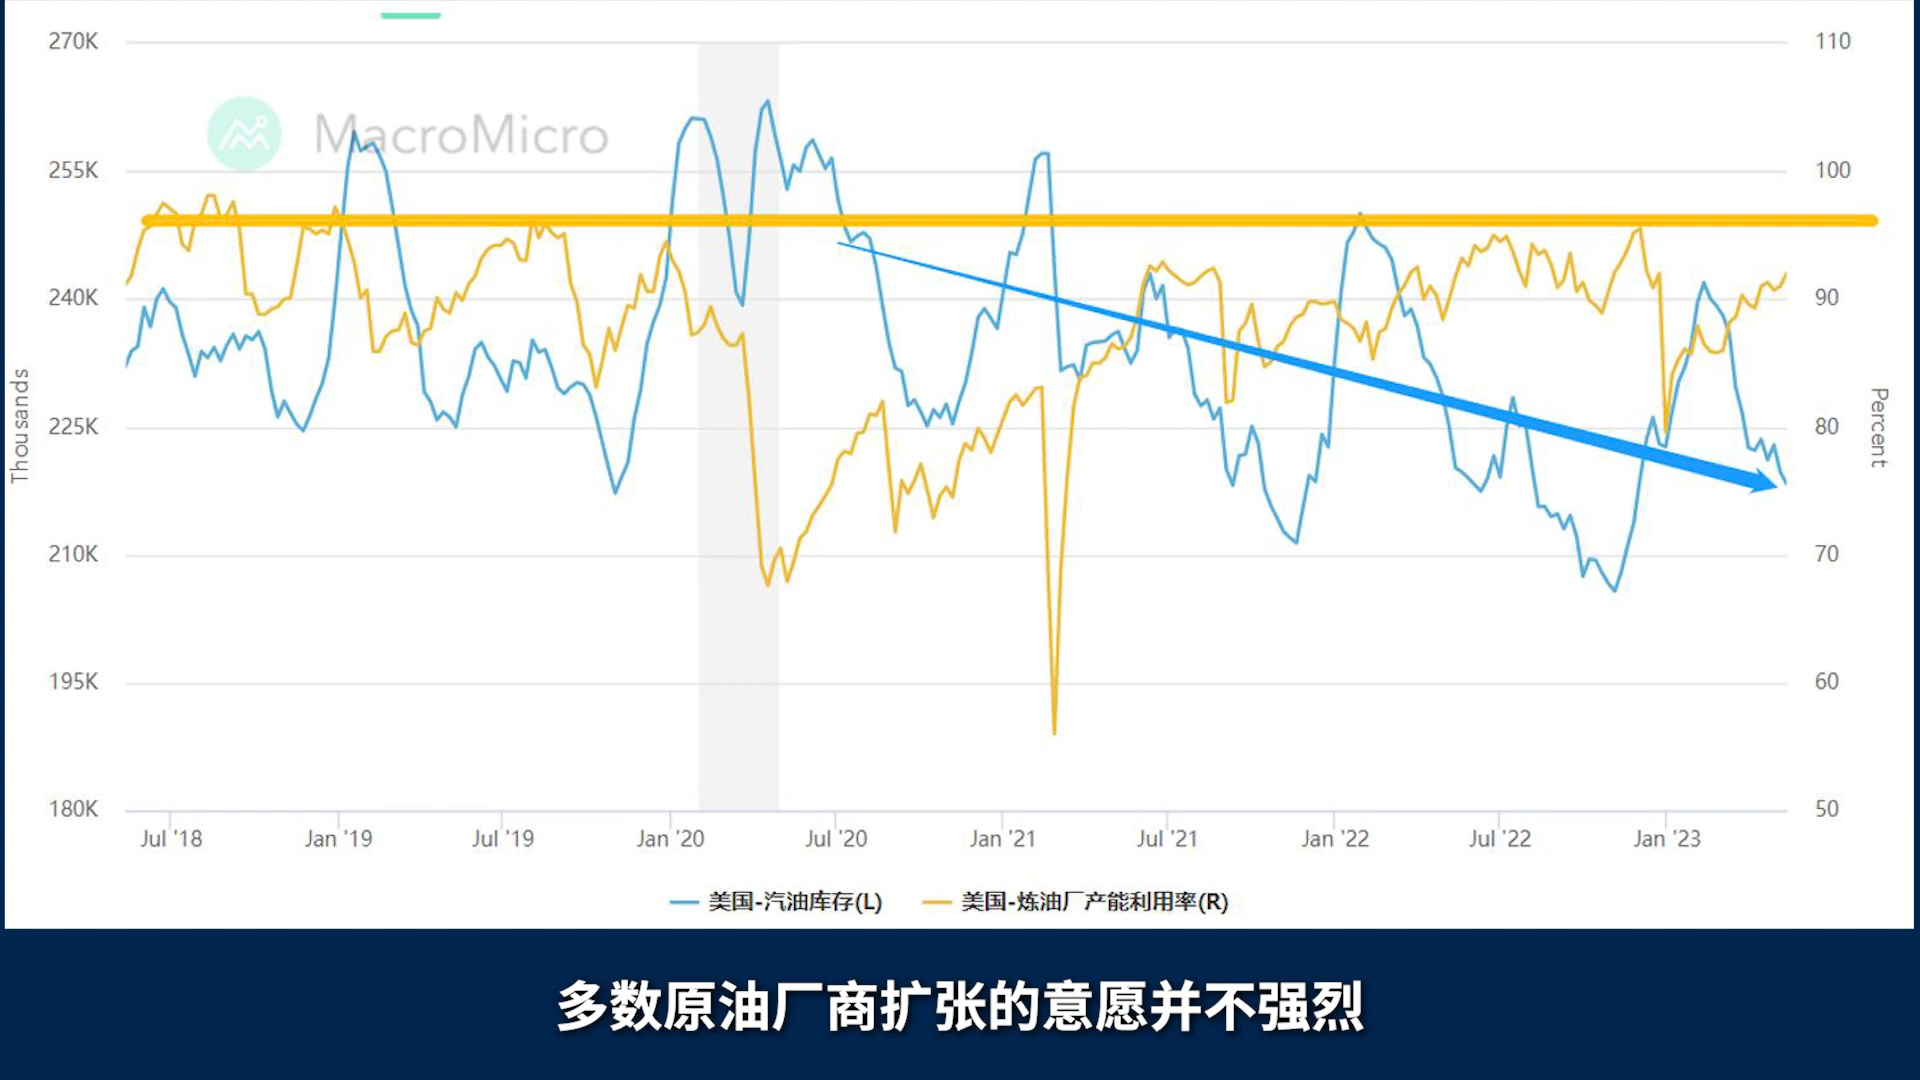 MacroMicro
270K
255K
240K
225K
210K
195K
180K
Thousands
110
100
90
80
70
60
50
Percent
Jul '18
Jan '19
Jul '19
Jan '20
Jul '20
Jan '21
Jul '21
Jan '22
Jul '22
Jan '23
美国-汽油库存(L)
美国-炼油厂产能利用率(R)
多数原油厂商扩张的意愿并不强烈